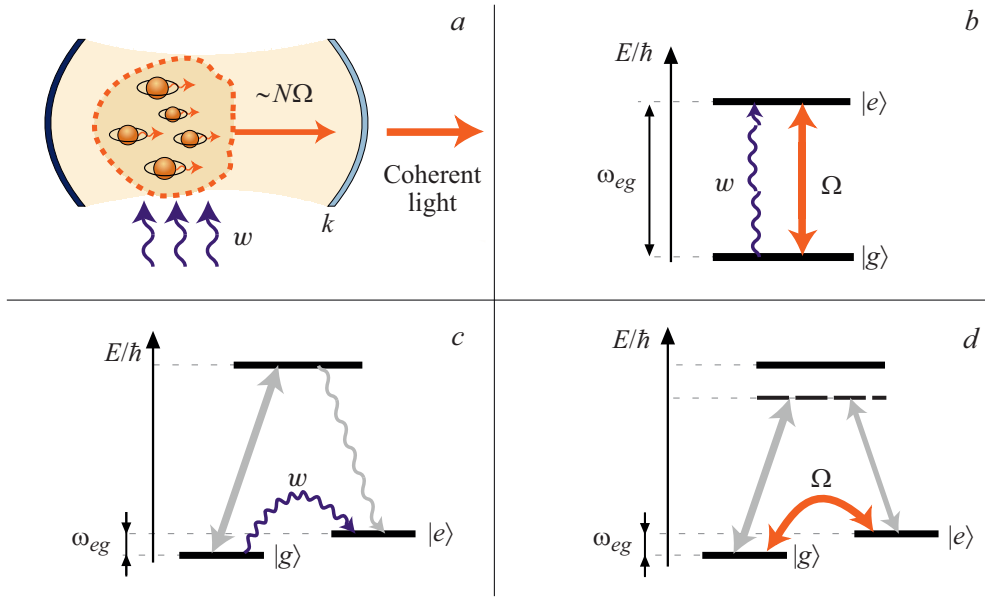 a
~NΩ
Coherent
light
k
w
b
E/ħ
|e⟩
ω_eg
w
Ω
|g⟩
c
E/ħ
w
ω_eg
|g⟩
|e⟩
d
E/ħ
Ω
ω_eg
|g⟩
|e⟩